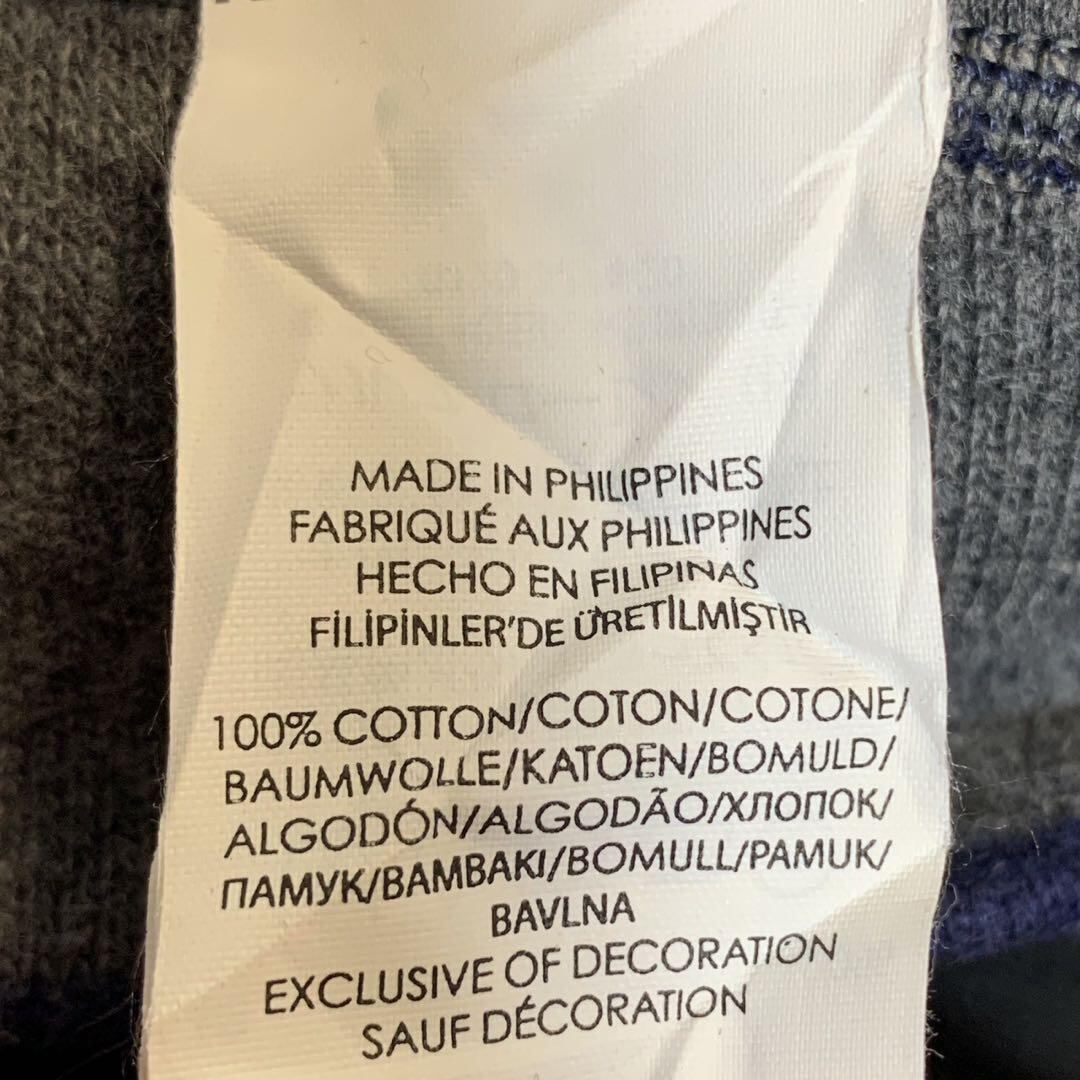 MADE IN PHILIPPINES
FABRIQUÉ AUX PHILIPPINES
HECHO EN FILIPINAS
FİLİPİNLER'DE ÜRETİLMİŞTİR
100% COTTON/COTON/COTONE/
BAUMWOLLE/KATOEN/BOMULD/
ALGODÓN/ALGODÃO/ХЛОПОК/
ПАМУК/ΒΑΜΒΑΚΙ/BOMULL/PAMUK/
BAVLNA
EXCLUSIVE OF DECORATION
SAUF DÉCORATION